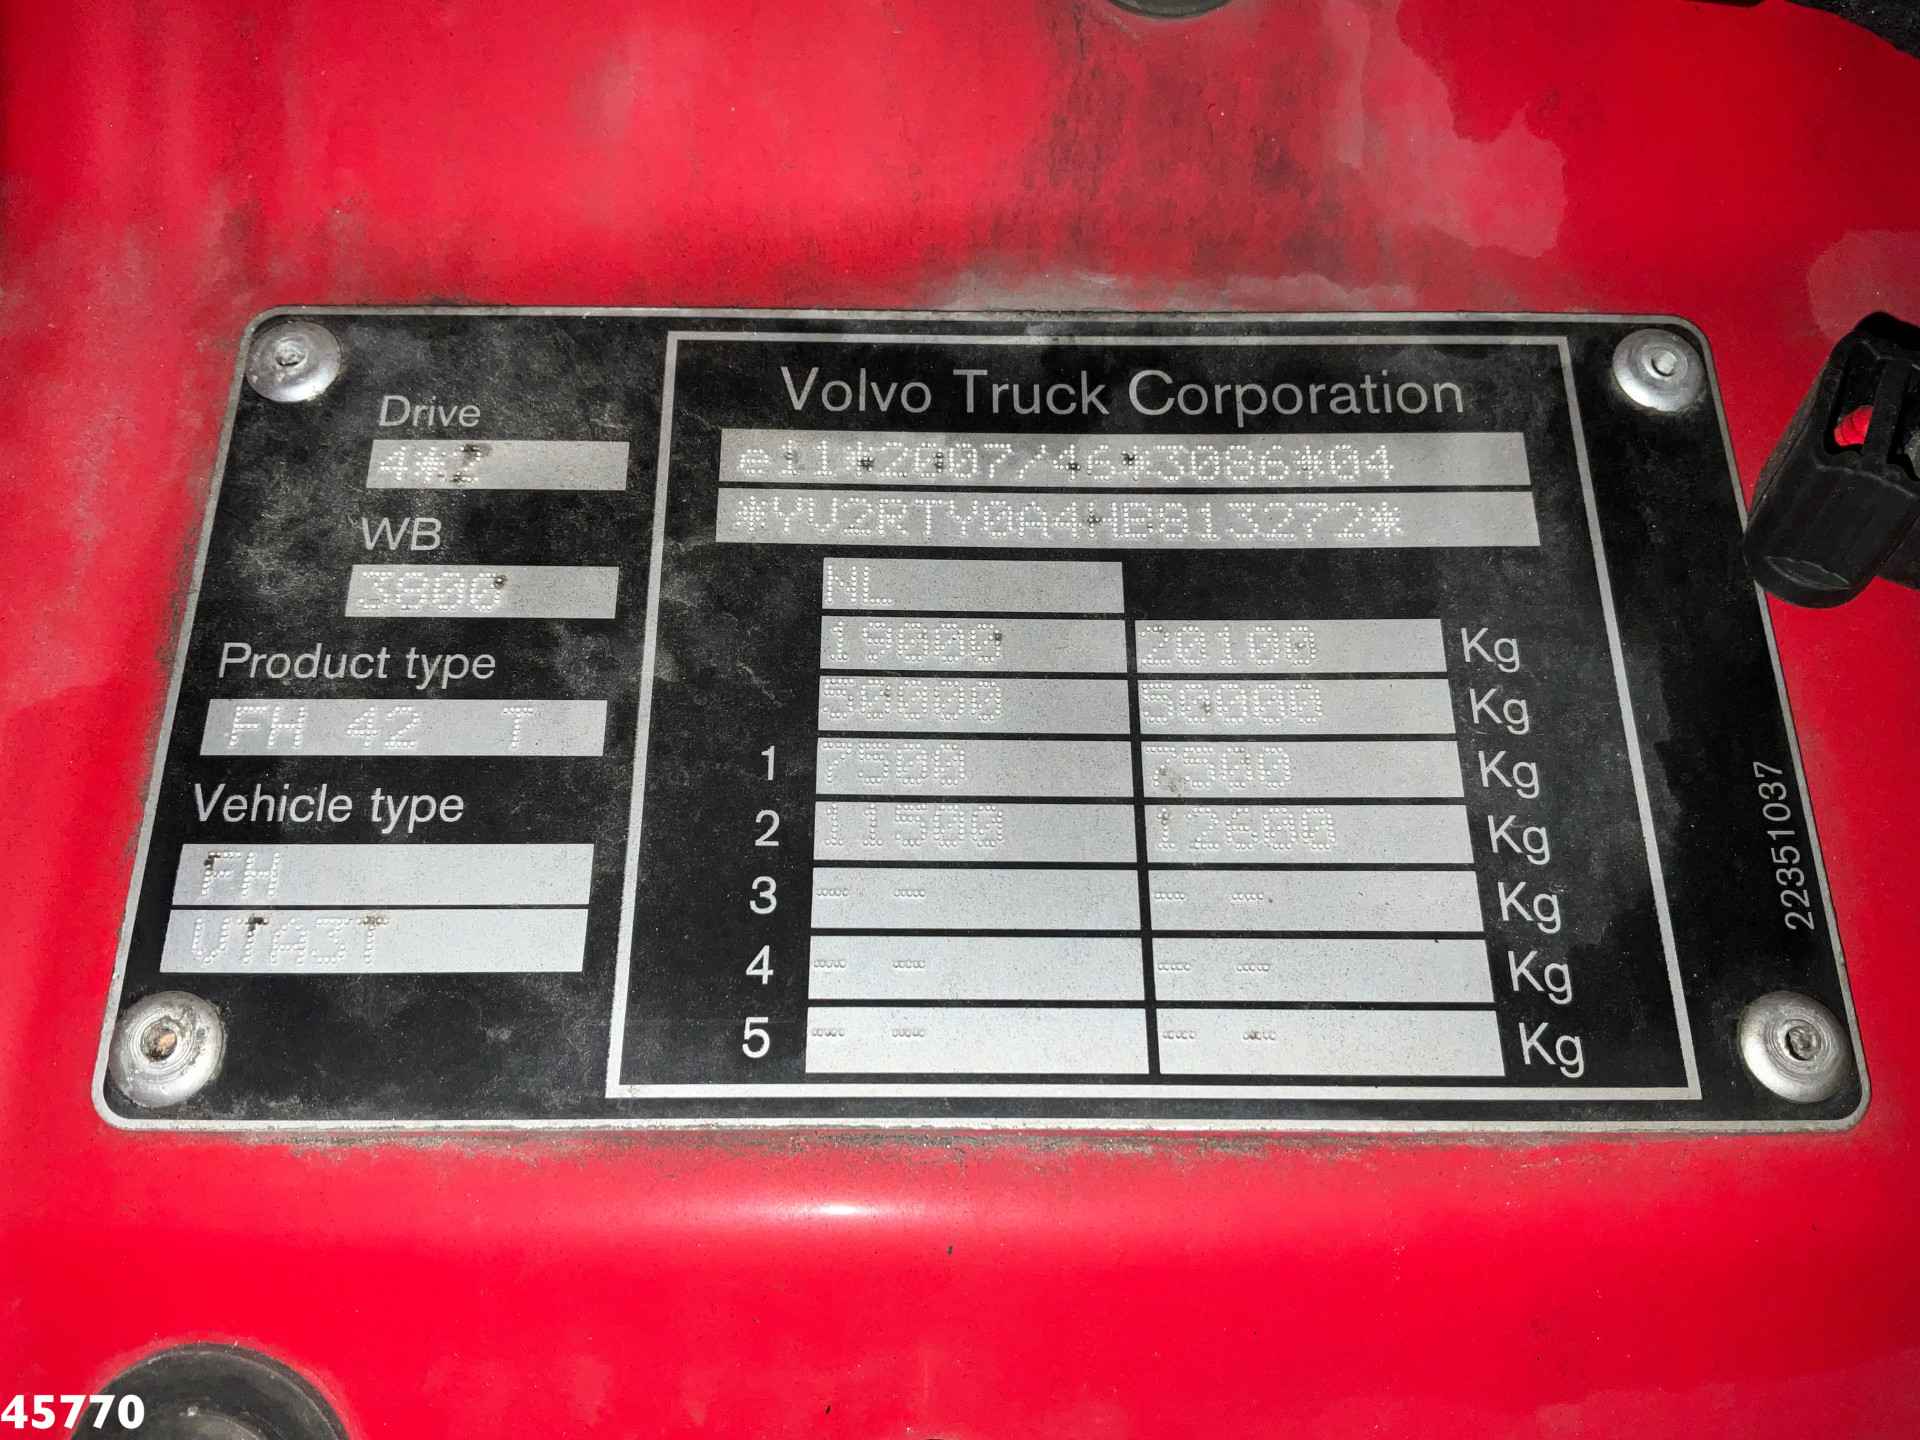 Volvo Truck Corporation
Drive
4*2
e11*2007/46*3086*04
*YV2RTY0A4HB813272*
WB
3800
NL
19000 20100 Kg
50000 50000 Kg
Product type
FH 42 T
1 7500 7500 Kg
2 11500 12600 Kg
Vehicle type
FH
VTA3T
3 ---- ---- ---- ---- Kg
4 ---- ---- ---- ---- Kg
5 ---- ---- ---- ---- Kg
22351037
45770